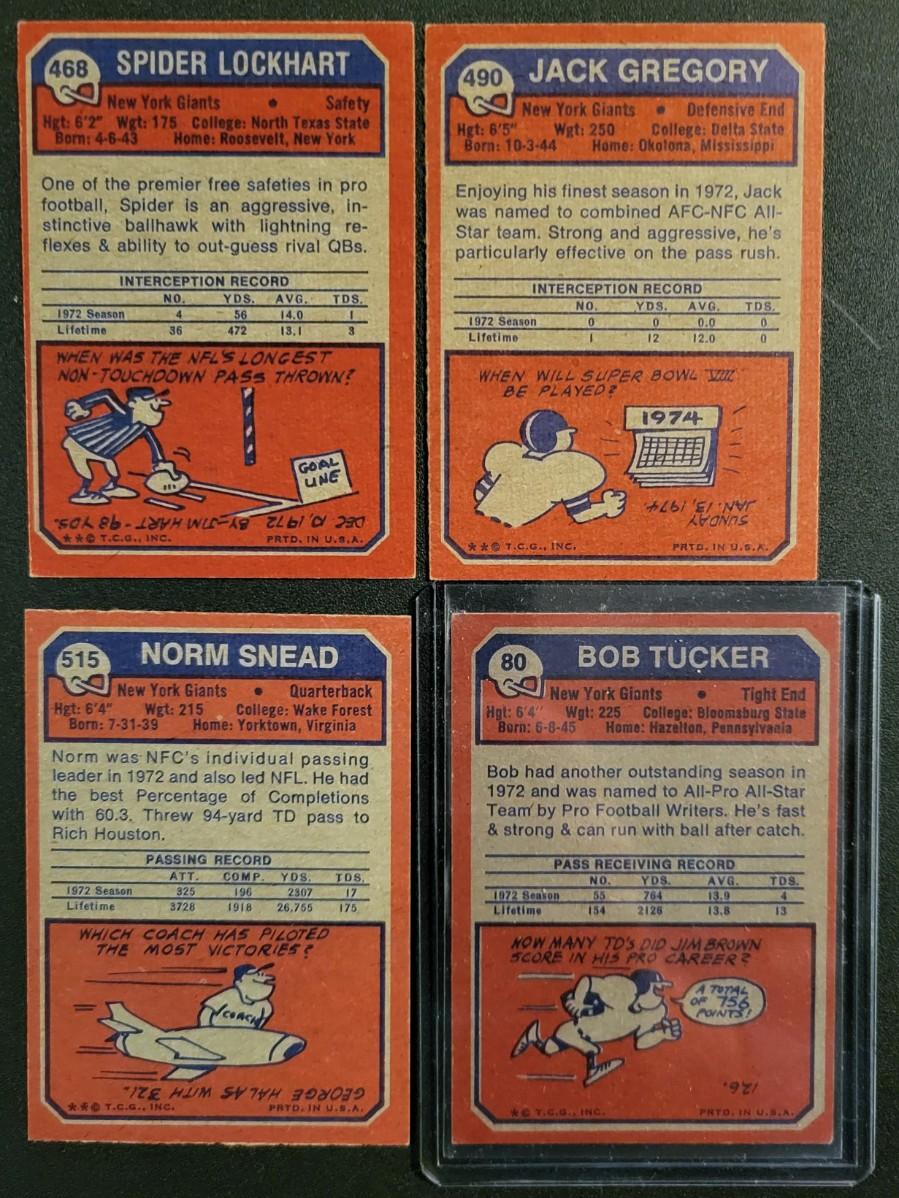 468
SPIDER LOCKHART
New York Giants • Safety
Hgt: 6'2" Wgt: 175 College: North Texas State
Born: 4-6-43 Home: Roosevelt, New York
One of the premier free safeties in pro
football, Spider is an aggressive, in-
stinctive ballhawk with lightning re-
flexes & ability to out-guess rival QBs.
INTERCEPTION RECORD
NO. YDS. AVG. TDS.
1972 Season 4 56 14.0 1
Lifetime 36 472 13.1 3
WHEN WAS THE NFL'S LONGEST
NON-TOUCHDOWN PASS THROWN?
GOAL
LINE
DEC 10, 1972 BY-JIM HART-98 YDS.
**© T.C.G., INC. PRTD. IN U.S.A.
490
JACK GREGORY
New York Giants • Defensive End
Hgt: 6'5" Wgt: 250 College: Delta State
Born: 10-3-44 Home: Okolona, Mississippi
Enjoying his finest season in 1972, Jack
was named to combined AFC-NFC All-
Star team. Strong and aggressive, he's
particularly effective on the pass rush.
INTERCEPTION RECORD
NO. YDS. AVG. TDS.
1972 Season 0 0 0.0 0
Lifetime 1 12 12.0 0
WHEN WILL SUPER BOWL VIII
BE PLAYED?
1974
SUNDAY
JAN. 13, 1974.
**© T.C.G., INC. PRTD. IN U.S.A.
515
NORM SNEAD
New York Giants • Quarterback
Hgt: 6'4" Wgt: 215 College: Wake Forest
Born: 7-31-39 Home: Yorktown, Virginia
Norm was NFC's individual passing
leader in 1972 and also led NFL. He had
the best Percentage of Completions
with 60.3. Threw 94-yard TD pass to
Rich Houston.
PASSING RECORD
ATT. COMP. YDS. TDS.
1972 Season 325 196 2307 17
Lifetime 3728 1918 26,755 175
WHICH COACH HAS PILOTED
THE MOST VICTORIES?
COACH
GEORGE HALAS WITH 321.
**© T.C.G., INC. PRTD. IN U.S.A.
80
BOB TUCKER
New York Giants • Tight End
Hgt: 6'4" Wgt: 225 College: Bloomsburg State
Born: 6-8-45 Home: Hazelton, Pennsylvania
Bob had another outstanding season in
1972 and was named to All-Pro All-Star
Team by Pro Football Writers. He's fast
& strong & can run with ball after catch.
PASS RECEIVING RECORD
NO. YDS. AVG. TDS.
1972 Season 55 764 13.9 4
Lifetime 154 2126 13.8 13
HOW MANY TD'S DID JIM BROWN
SCORE IN HIS PRO CAREER?
A TOTAL
OF 756
POINTS!
126.
*© T.C.G., INC. PRTD. IN U.S.A.